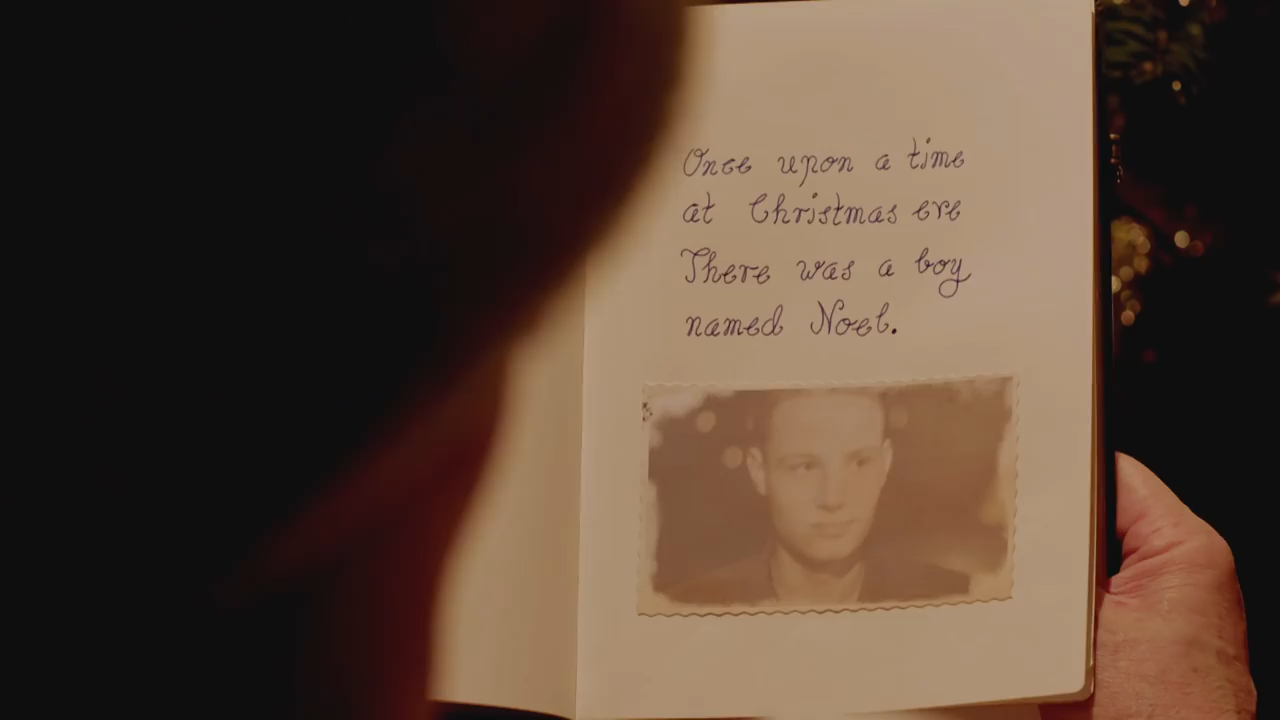 Once upon a time
at Christmas eve
There was a boy
named Noel.